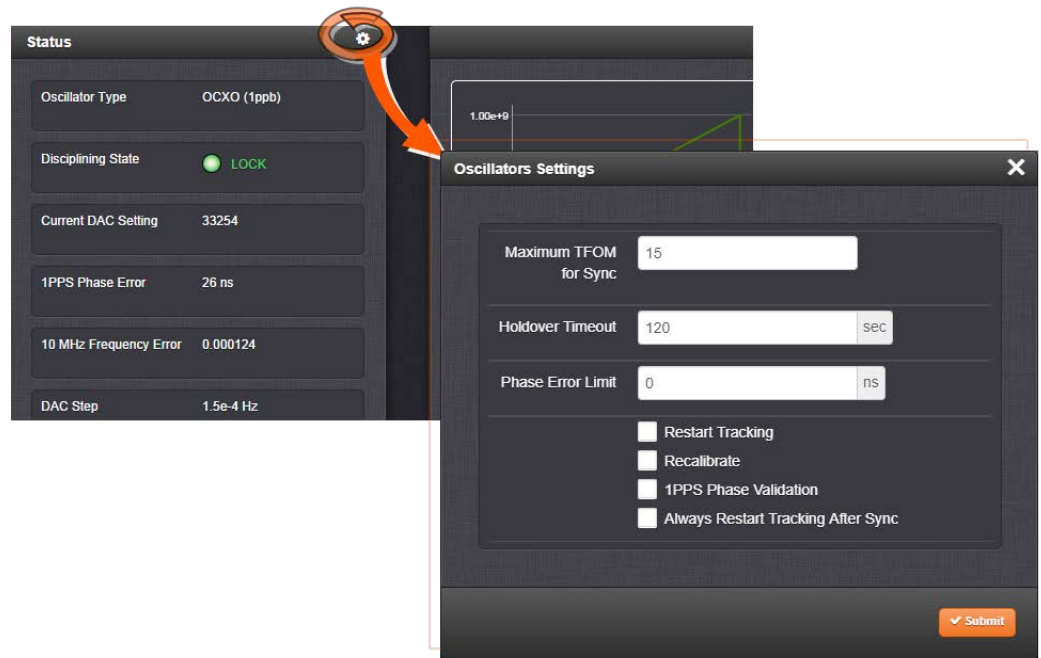 Status
Oscillator Type OCXO (1ppb)
Disciplining State LOCK
Current DAC Setting 33254
1PPS Phase Error 26 ns
10 MHz Frequency Error 0.000124
DAC Step 1.5e-4 Hz
1.00e+9
Oscillators Settings
Maximum TFOM
for Sync
15
Holdover Timeout 120 sec
Phase Error Limit 0 ns
Restart Tracking
Recalibrate
1PPS Phase Validation
Always Restart Tracking After Sync
Submit